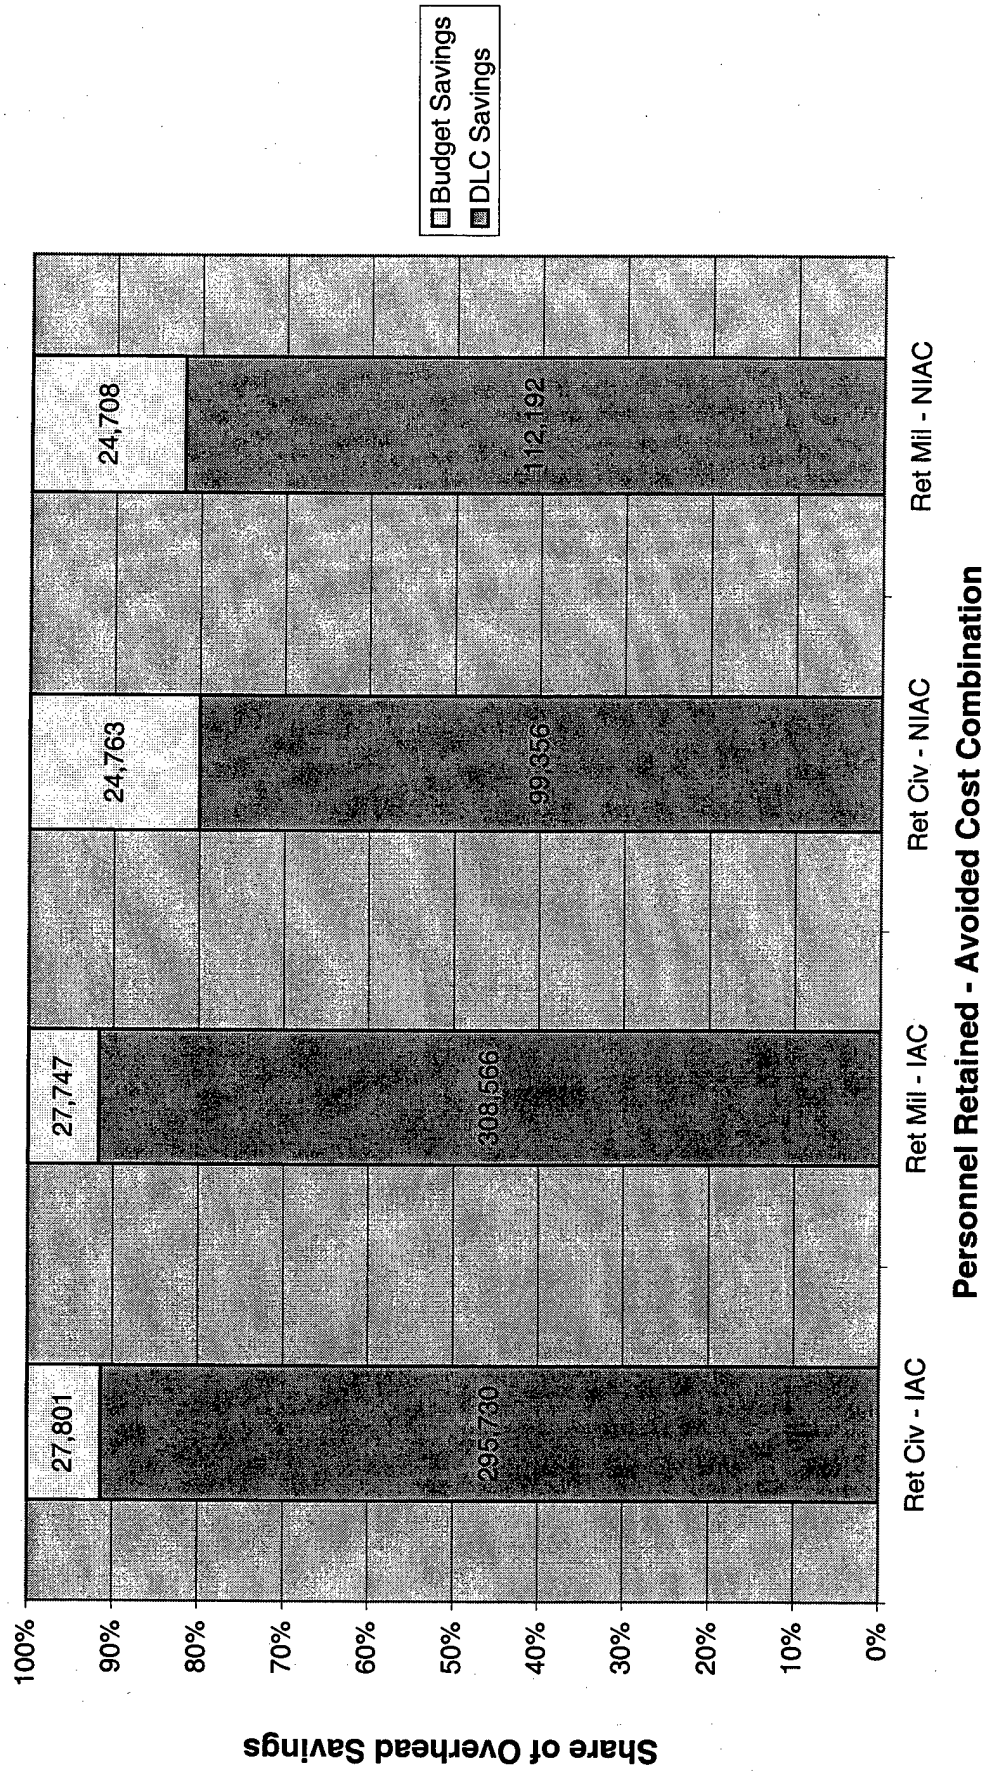 Share of Overhead Savings
100%
90%
80%
70%
60%
50%
40%
30%
20%
10%
0%
27,801
295,730
27,747
308,566
24,763
99,356
24,708
112,192
Ret Civ - IAC
Ret Mil - IAC
Ret Civ - NIAC
Ret Mil - NIAC
Personnel Retained - Avoided Cost Combination
Budget Savings
DLC Savings